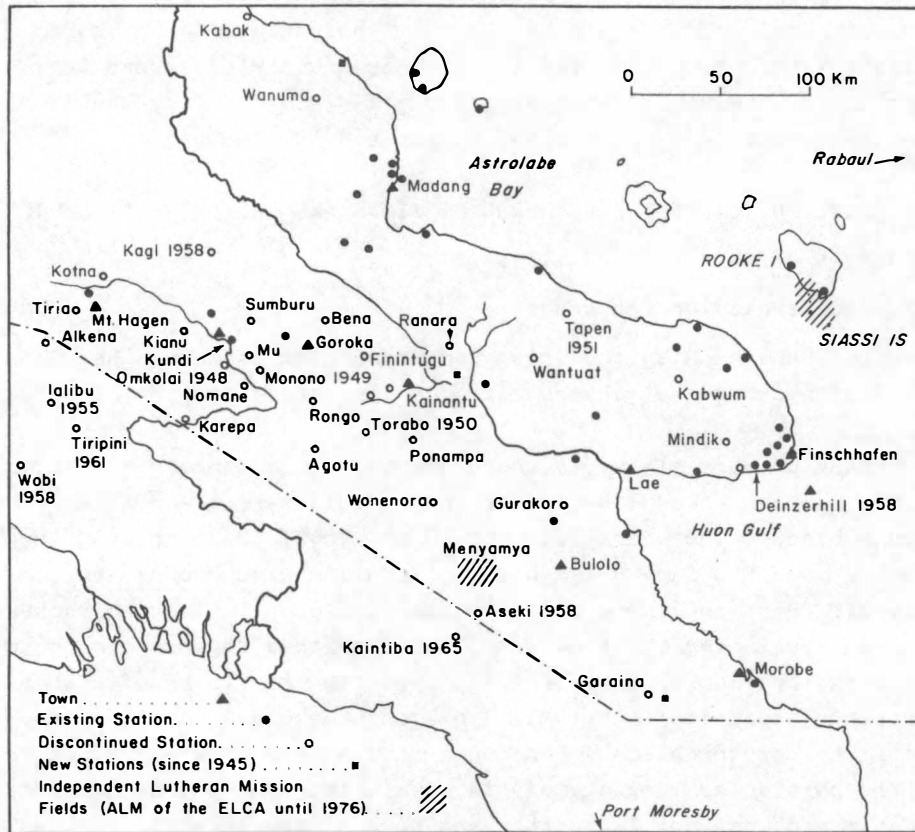 Kabak
0 50 100 Km
Wanuma
Astrolabe
Bay
Rabaul
Madang
Kagl 1958
ROOKE I
Kotna
SIASSI IS
Tiriao
Mt. Hagen
Sumburu
Bena
Ranara
Tapen
1951
Alkena
Kianu
Goroka
Kundi
Mu
Finintugu
Wantuat
Omkolai 1948
Monono
1949
Kabwum
Ialibu
1955
Nomane
Kainantu
Karepa
Rongo
Torabo 1950
Mindik
Tiripini
1961
Ponampa
Finschhafen
Agotu
Wobi
1958
Lae
Deinzerhill 1958
Wonenorao
Gurakoro
Huon Gulf
Menyamya
Bulolo
Aseki 1958
Kaintiba 1965
Morobe
Garaina
Town
Existing Station
Discontinued Station
New Stations (since 1945)
Independent Lutheran Mission
Fields (ALM of the ELCA until 1976)
Port Moresby